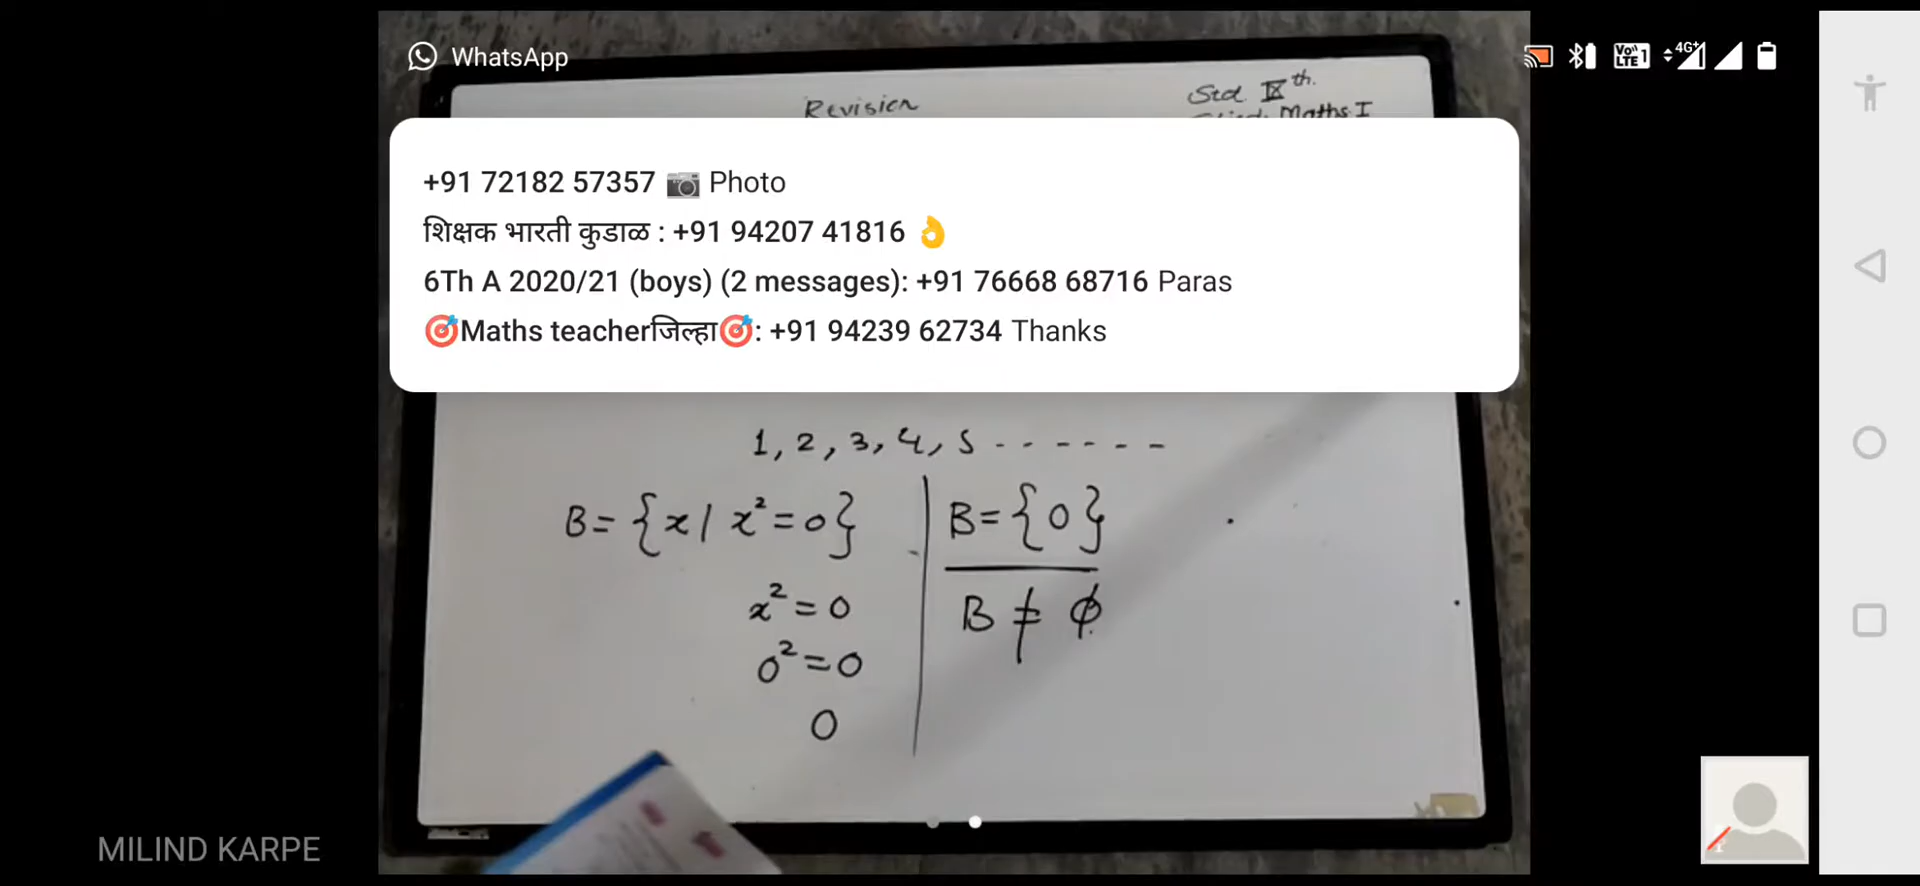 WhatsApp
Revision
Std. IXth.
Maths-I
+91 72182 57357 📷 Photo
शिक्षक भारती कुडाळ : +91 94207 41816 👌
6Th A 2020/21 (boys) (2 messages): +91 76668 68716 Paras
🎯Maths teacherजिल्हा🎯: +91 94239 62734 Thanks
1, 2, 3, 4, 5 - - - - - -
B = {x / x² = 0}
x² = 0
0² = 0
0
B = {0}
B ≠ ϕ
MILIND KARPE